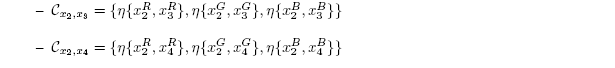 – 𝒞_{x_2,x_3} = {η{x_2^R, x_3^R}, η{x_2^G, x_3^G}, η{x_2^B, x_3^B}}
– 𝒞_{x_2,x_4} = {η{x_2^R, x_4^R}, η{x_2^G, x_4^G}, η{x_2^B, x_4^B}}